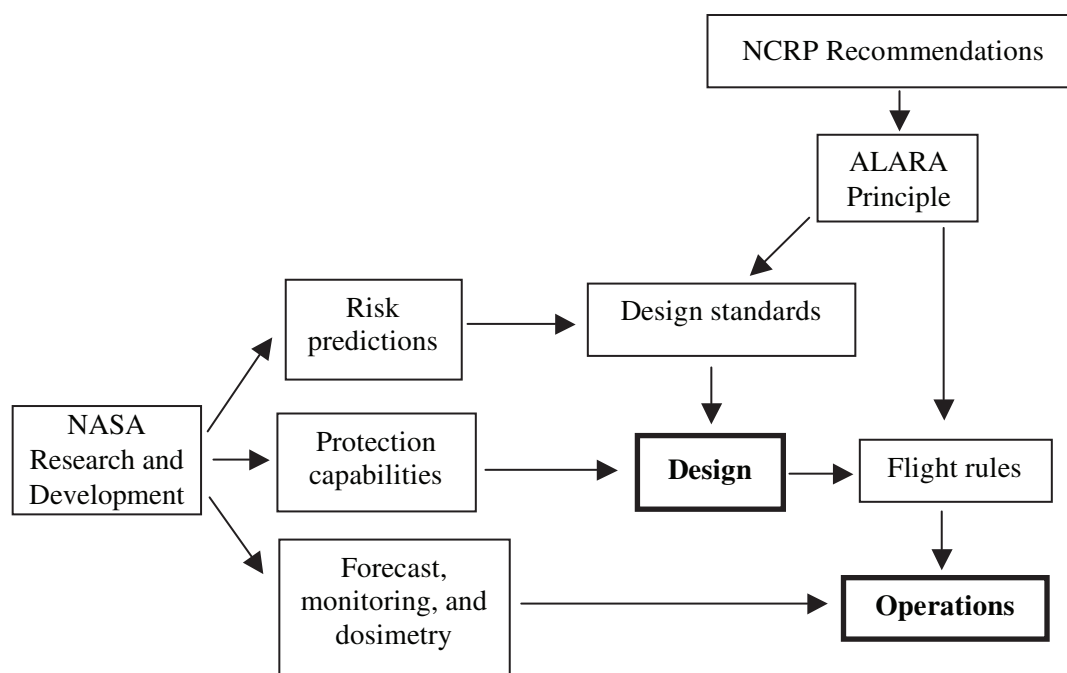 NCRP Recommendations
ALARA
Principle
Risk
predictions
Design standards
NASA
Research and
Development
Protection
capabilities
Design
Flight rules
Forecast,
monitoring, and
dosimetry
Operations